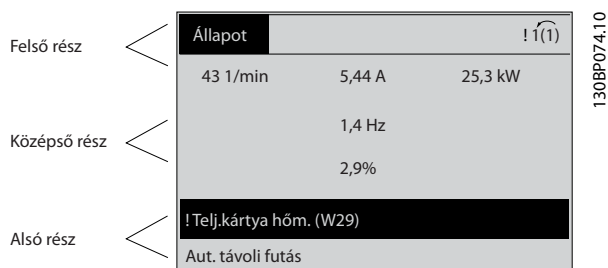 Állapot
! 1(1)
Felső rész
43 1/min
5,44 A
25,3 kW
1,4 Hz
Középső rész
2,9%
! Telj.kártya hőm. (W29)
Alsó rész
Aut. távoli futás
130BP074.10